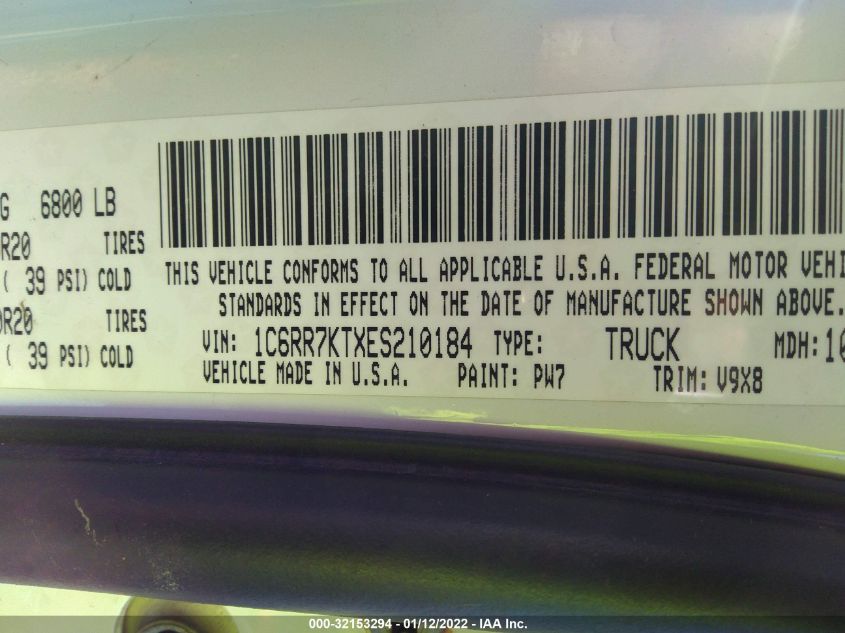 G 6800 LB
R20 TIRES
( 39 PSI) COLD
0R20 TIRES
( 39 PSI) COLD
THIS VEHICLE CONFORMS TO ALL APPLICABLE U.S.A. FEDERAL MOTOR VEHI
STANDARDS IN EFFECT ON THE DATE OF MANUFACTURE SHOWN ABOVE.
VIN: 1C6RR7KTXES210184 TYPE: TRUCK MDH: 10
VEHICLE MADE IN U.S.A. PAINT: PW7 TRIM: V9X8
000-32153294 - 01/12/2022 - IAA Inc.